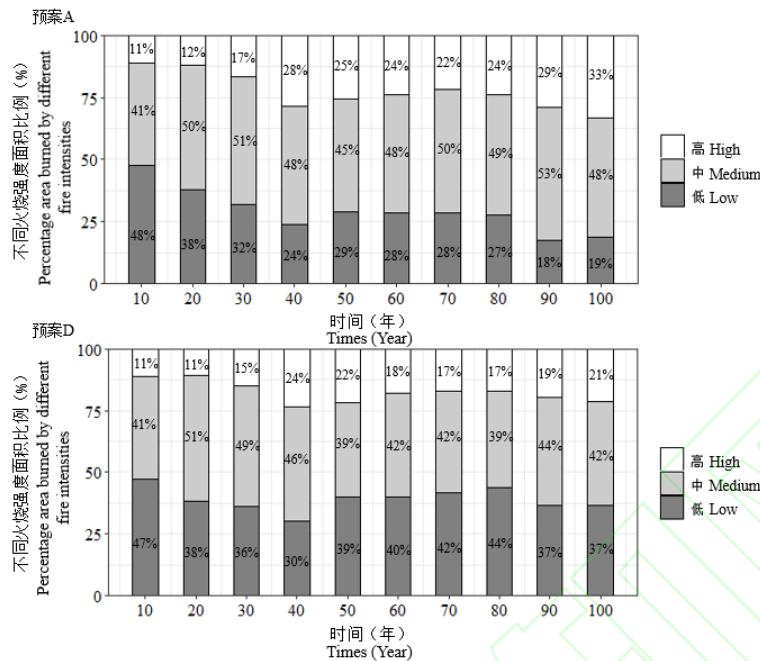 预案A
不同火烧强度面积比例（%）
Percentage area burned by different
fire intensities
100
75
50
25
0
11% 12% 17% 28% 25% 24% 22% 24% 29% 33%
41% 50% 51% 48% 45% 48% 50% 49% 53% 48%
48% 38% 32% 24% 29% 28% 28% 27% 18% 19%
10 20 30 40 50 60 70 80 90 100
时间（年）
Times (Year)
高 High
中 Medium
低 Low
预案D
不同火烧强度面积比例（%）
Percentage area burned by different
fire intensities
100
75
50
25
0
11% 11% 15% 24% 22% 18% 17% 17% 19% 21%
41% 51% 49% 46% 39% 42% 42% 39% 44% 42%
47% 38% 36% 30% 39% 40% 42% 44% 37% 37%
10 20 30 40 50 60 70 80 90 100
时间（年）
Times (Year)
高 High
中 Medium
低 Low